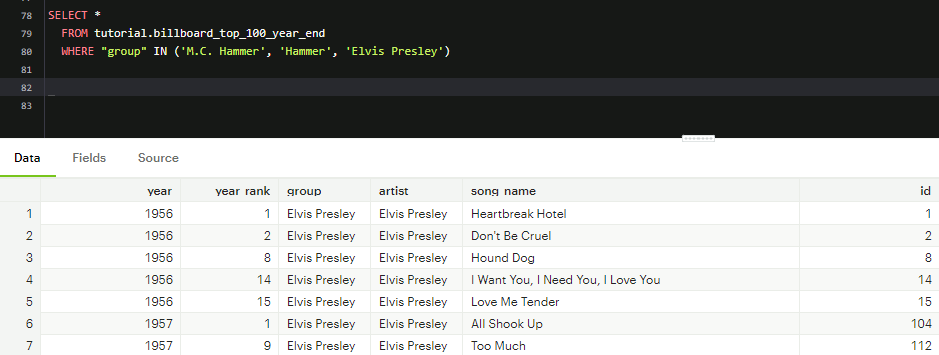 78 SELECT *
79 FROM tutorial.billboard_top_100_year_end
80 WHERE "group" IN ('M.C. Hammer', 'Hammer', 'Elvis Presley')
81
82
83
Data Fields Source
year year_rank group artist song_name id
1 1956 1 Elvis Presley Elvis Presley Heartbreak Hotel 1
2 1956 2 Elvis Presley Elvis Presley Don't Be Cruel 2
3 1956 8 Elvis Presley Elvis Presley Hound Dog 8
4 1956 14 Elvis Presley Elvis Presley I Want You, I Need You, I Love You 14
5 1956 15 Elvis Presley Elvis Presley Love Me Tender 15
6 1957 1 Elvis Presley Elvis Presley All Shook Up 104
7 1957 9 Elvis Presley Elvis Presley Too Much 112